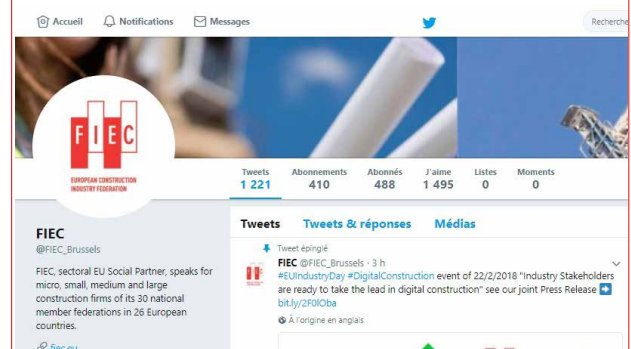 Accueil Notifications Messages Recherche
FIEC
EUROPEAN CONSTRUCTION
INDUSTRY FEDERATION
Tweets Abonnements Abonnés J'aime Listes Moments
1 221 410 488 1 495 0 0
FIEC
@FIEC_Brussels
FIEC, sectoral EU Social Partner, speaks for
micro, small, medium and large
construction firms of its 30 national
member federations in 26 European
countries.
fiec.eu
Tweets Tweets & réponses Médias
Tweet épinglé
FIEC @FIEC_Brussels · 3 h
#EUIndustryDay #DigitalConstruction event of 22/2/2018 "Industry Stakeholders
are ready to take the lead in digital construction" see our joint Press Release ➡
bit.ly/2F0lOba
À l'origine en anglais